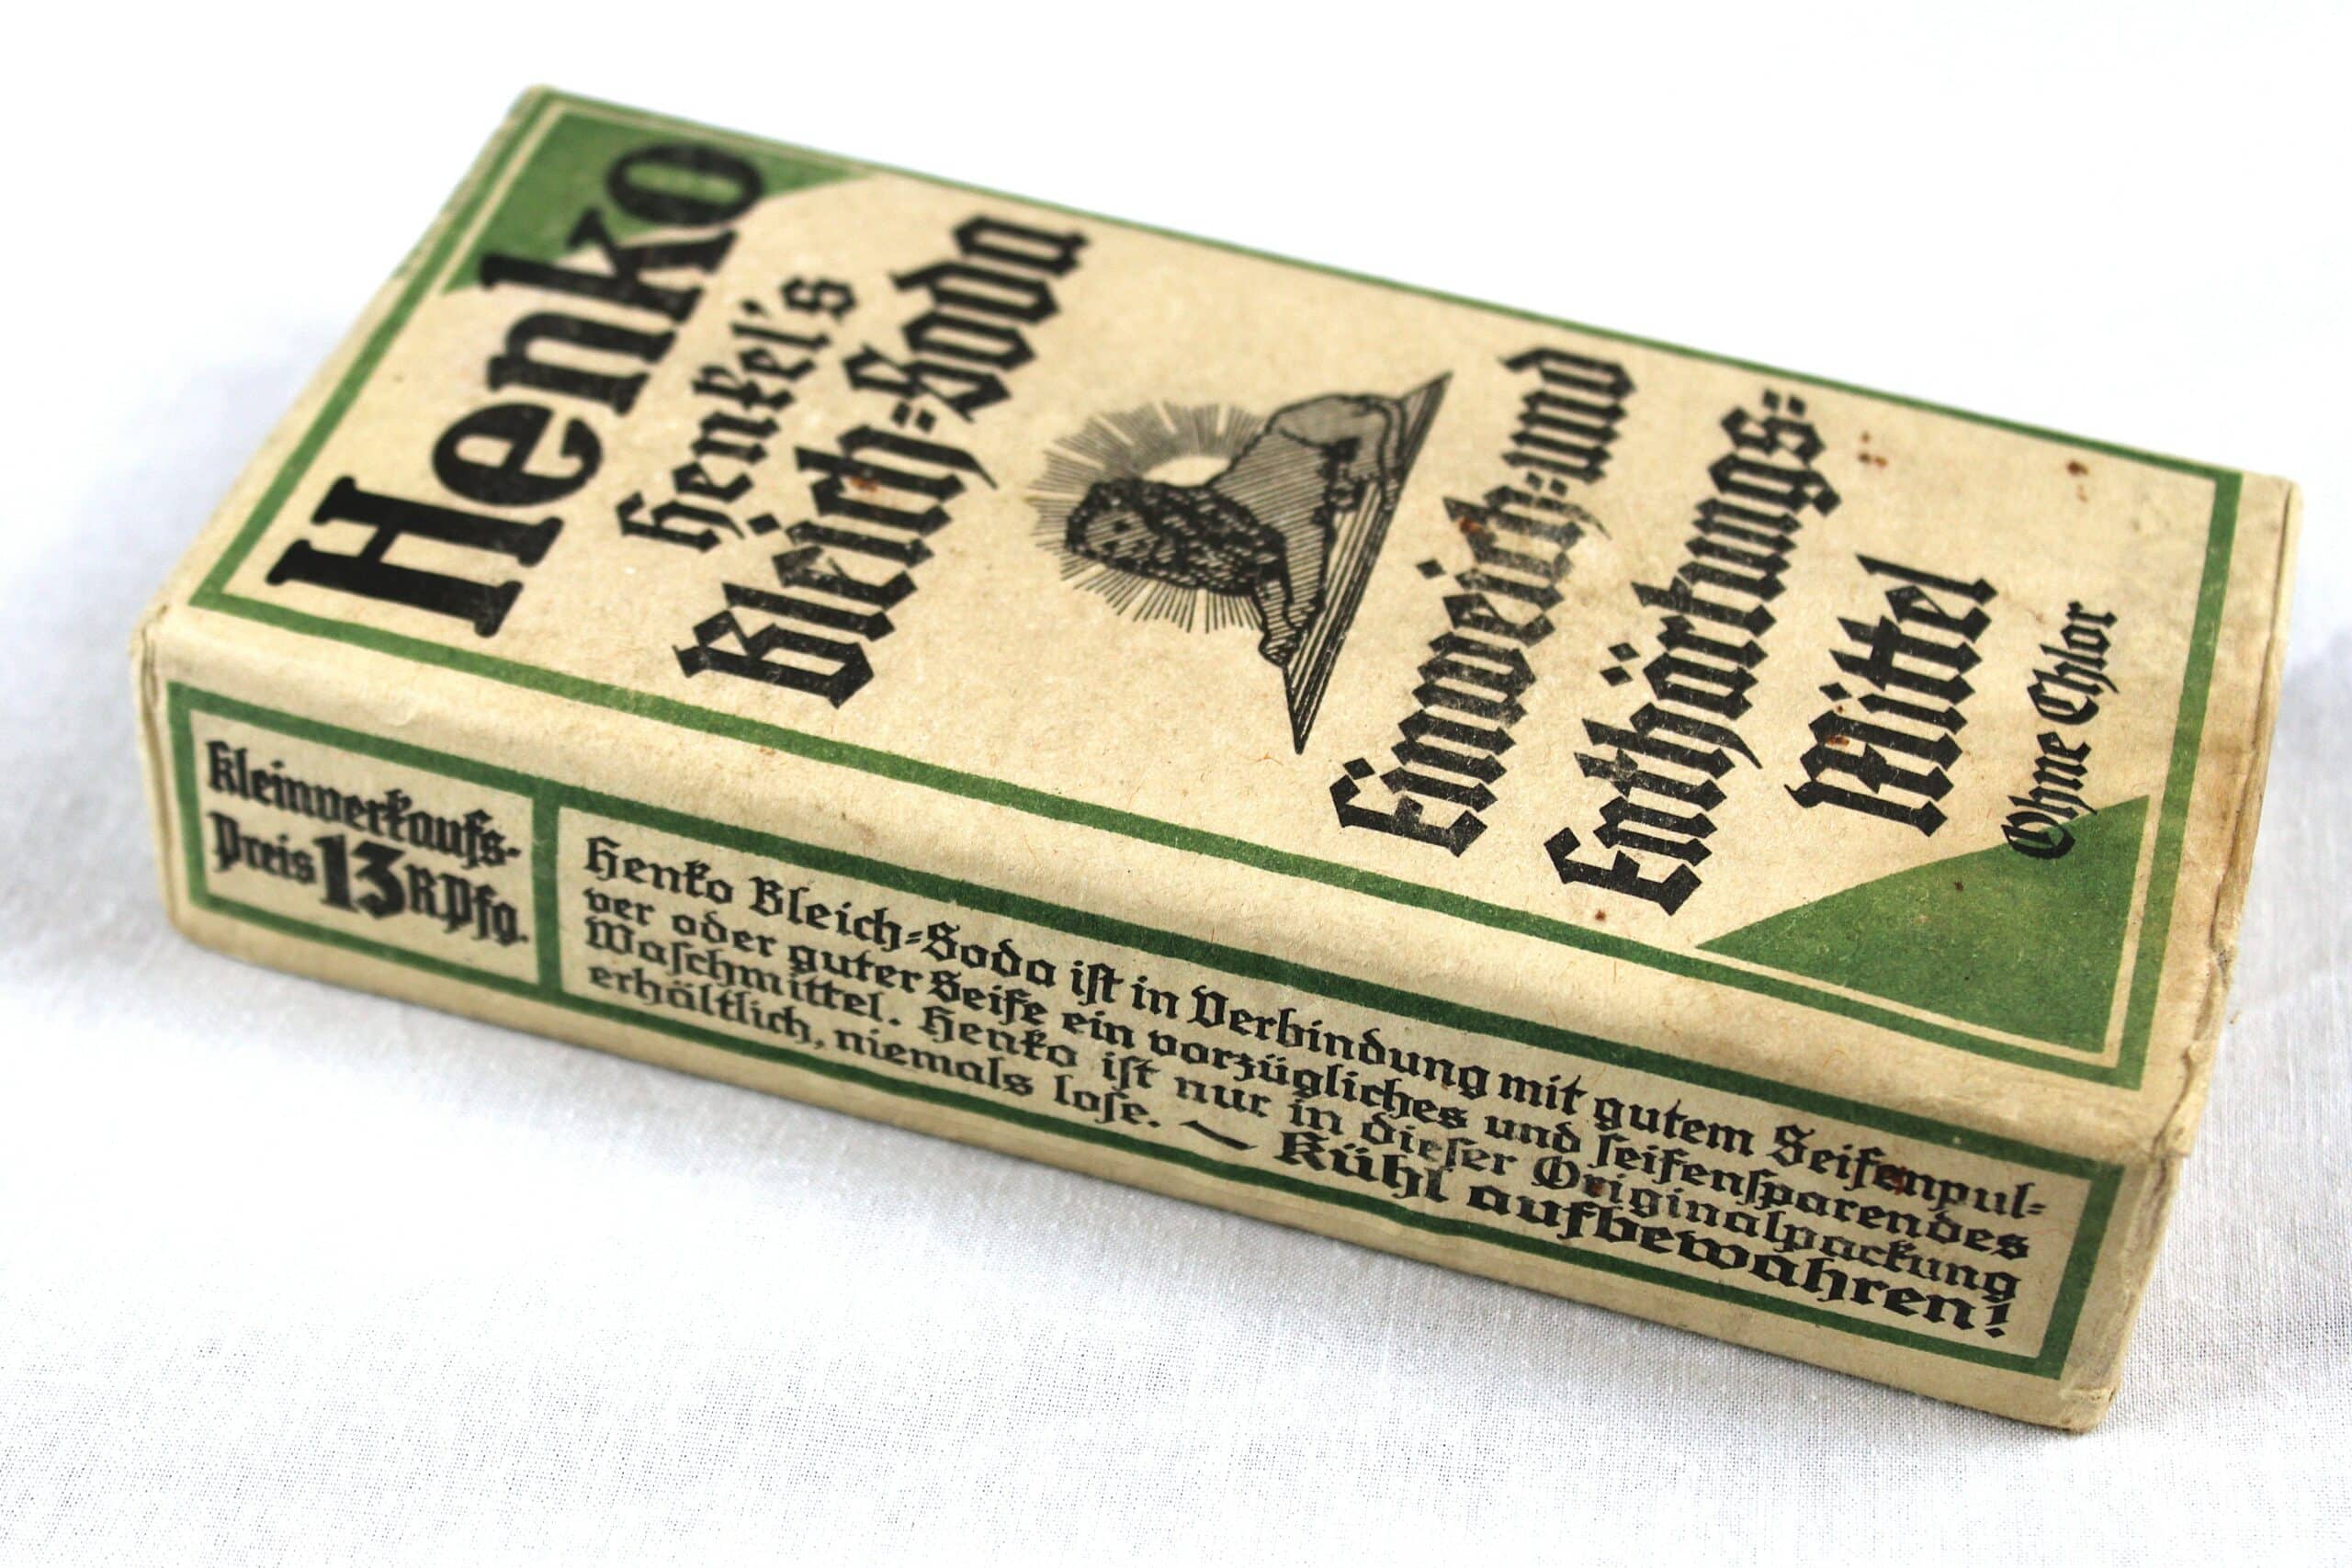 Henko
Henkel's
Bleich=Soda
Einweich=und
Enthärtungs=
Mittel
Ohne Chlor
Kleinverkaufs-
Preis 13 RPfg.
Henko Bleich=Soda iſt in Verbindung mit gutem Seifenpul=
ver oder guter Seife ein vorzügliches und ſeifenſparendes
Waſchmittel. Henko iſt nur in dieſer Originalpackung
erhältlich, niemals loſe. — Kühl aufbewahren!